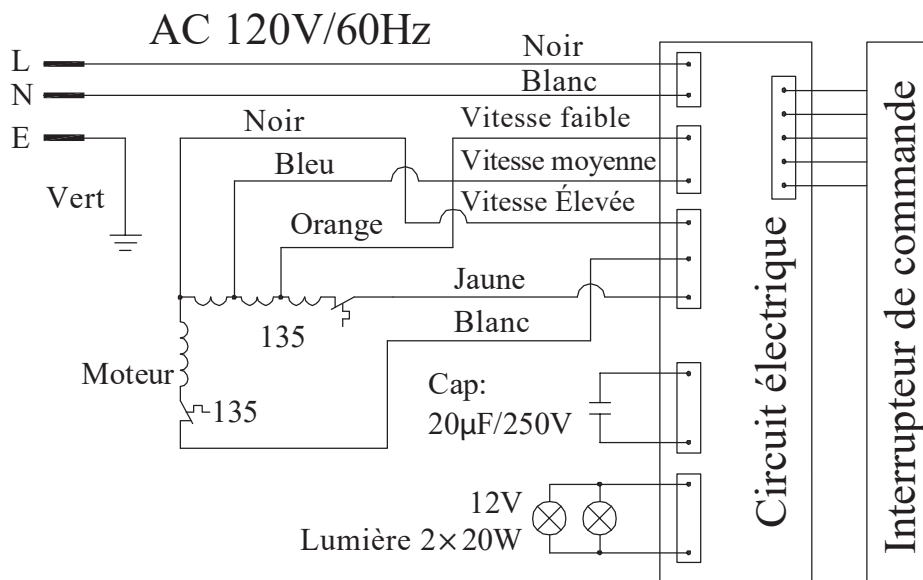 AC 120V/60Hz
L
N
E
Noir
Blanc
Noir
Vitesse faible
Bleu
Vitesse moyenne
Vert
Vitesse Élevée
Orange
Jaune
135
Blanc
Moteur
135
Cap:
20µF/250V
12V
Lumière 2×20W
Circuit électrique
Interrupteur de commande